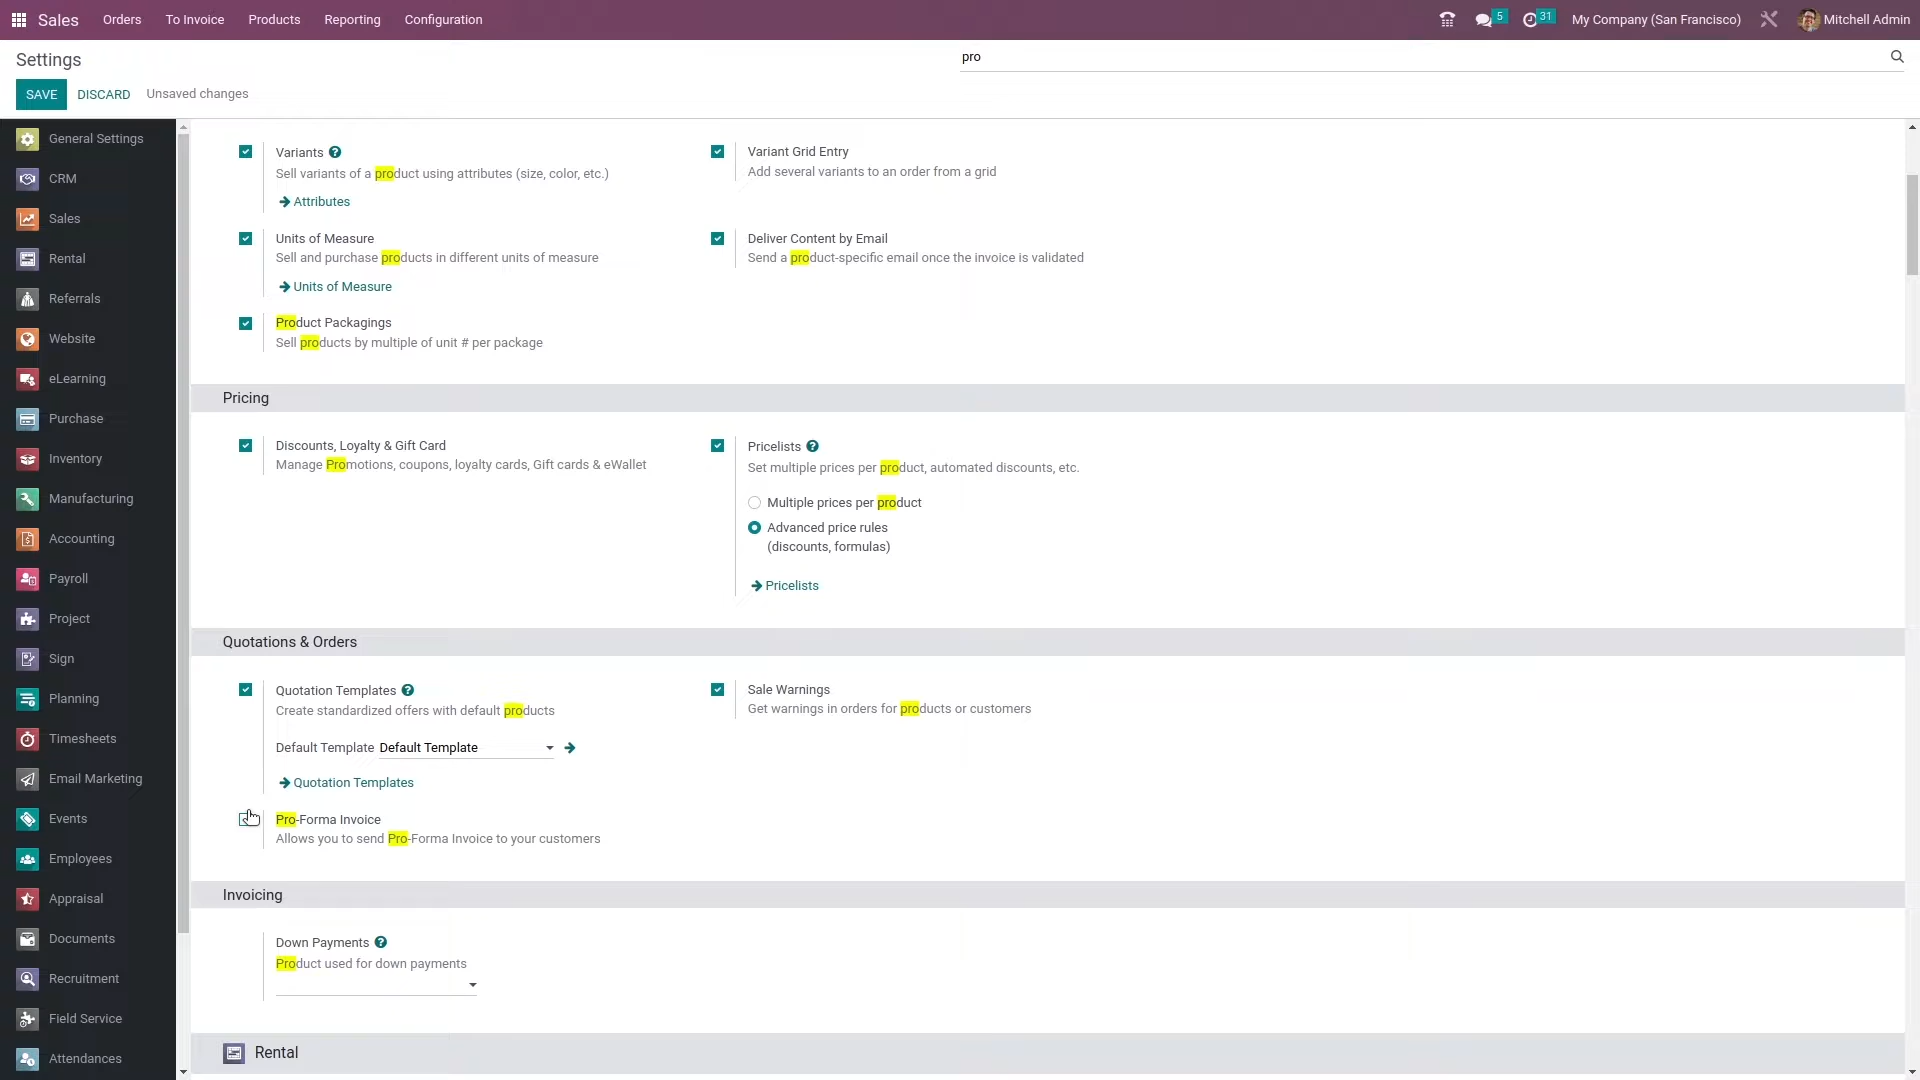 Sales Orders To Invoice Products Reporting Configuration 5 31 My Company (San Francisco) Mitchell Admin
Settings pro
SAVE DISCARD Unsaved changes
General Settings
CRM
Sales
Rental
Referrals
Website
eLearning
Purchase
Inventory
Manufacturing
Accounting
Payroll
Project
Sign
Planning
Timesheets
Email Marketing
Events
Employees
Appraisal
Documents
Recruitment
Field Service
Attendances
Variants
Sell variants of a product using attributes (size, color, etc.)
Attributes
Variant Grid Entry
Add several variants to an order from a grid
Units of Measure
Sell and purchase products in different units of measure
Units of Measure
Deliver Content by Email
Send a product-specific email once the invoice is validated
Product Packagings
Sell products by multiple of unit # per package
Pricing
Discounts, Loyalty & Gift Card
Manage Promotions, coupons, loyalty cards, Gift cards & eWallet
Pricelists
Set multiple prices per product, automated discounts, etc.
Multiple prices per product
Advanced price rules
(discounts, formulas)
Pricelists
Quotations & Orders
Quotation Templates
Create standardized offers with default products
Default Template Default Template
Quotation Templates
Sale Warnings
Get warnings in orders for products or customers
Pro-Forma Invoice
Allows you to send Pro-Forma Invoice to your customers
Invoicing
Down Payments
Product used for down payments
Rental